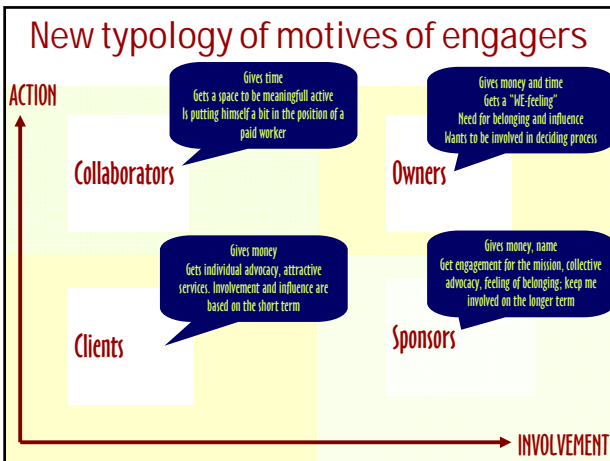 New typology of motives of engagers
ACTION
Gives time
Gets a space to be meaningfull active
Is putting himself a bit in the position of a
paid worker
Collaborators
Gives money and time
Gets a “WE-feeling”
Need for belonging and influence
Wants to be involved in deciding process
Owners
Gives money
Gets individual advocacy, attractive
services. Involvement and influence are
based on the short term
Clients
Gives money, name
Get engagement for the mission, collective
advocacy, feeling of belonging; keep me
involved on the longer term
Sponsors
INVOLVEMENT